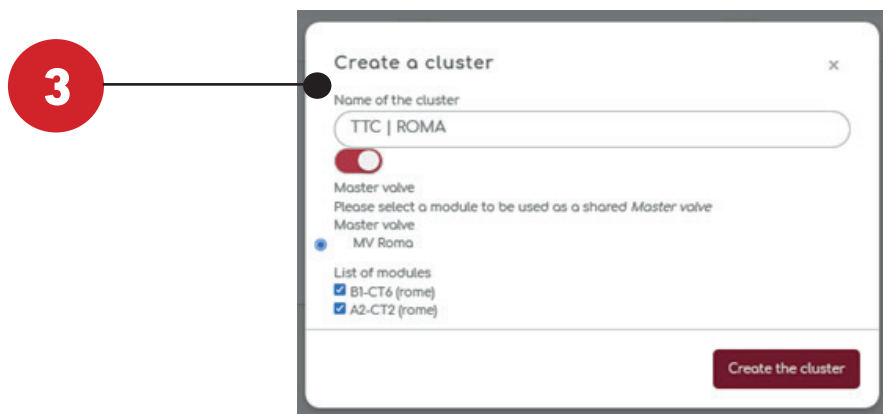 3
Create a cluster
×
Name of the cluster
TTC | ROMA
Master valve
Please select a module to be used as a shared Master valve
Master valve
MV Roma
List of modules
B1-CT6 (rome)
A2-CT2 (rome)
Create the cluster